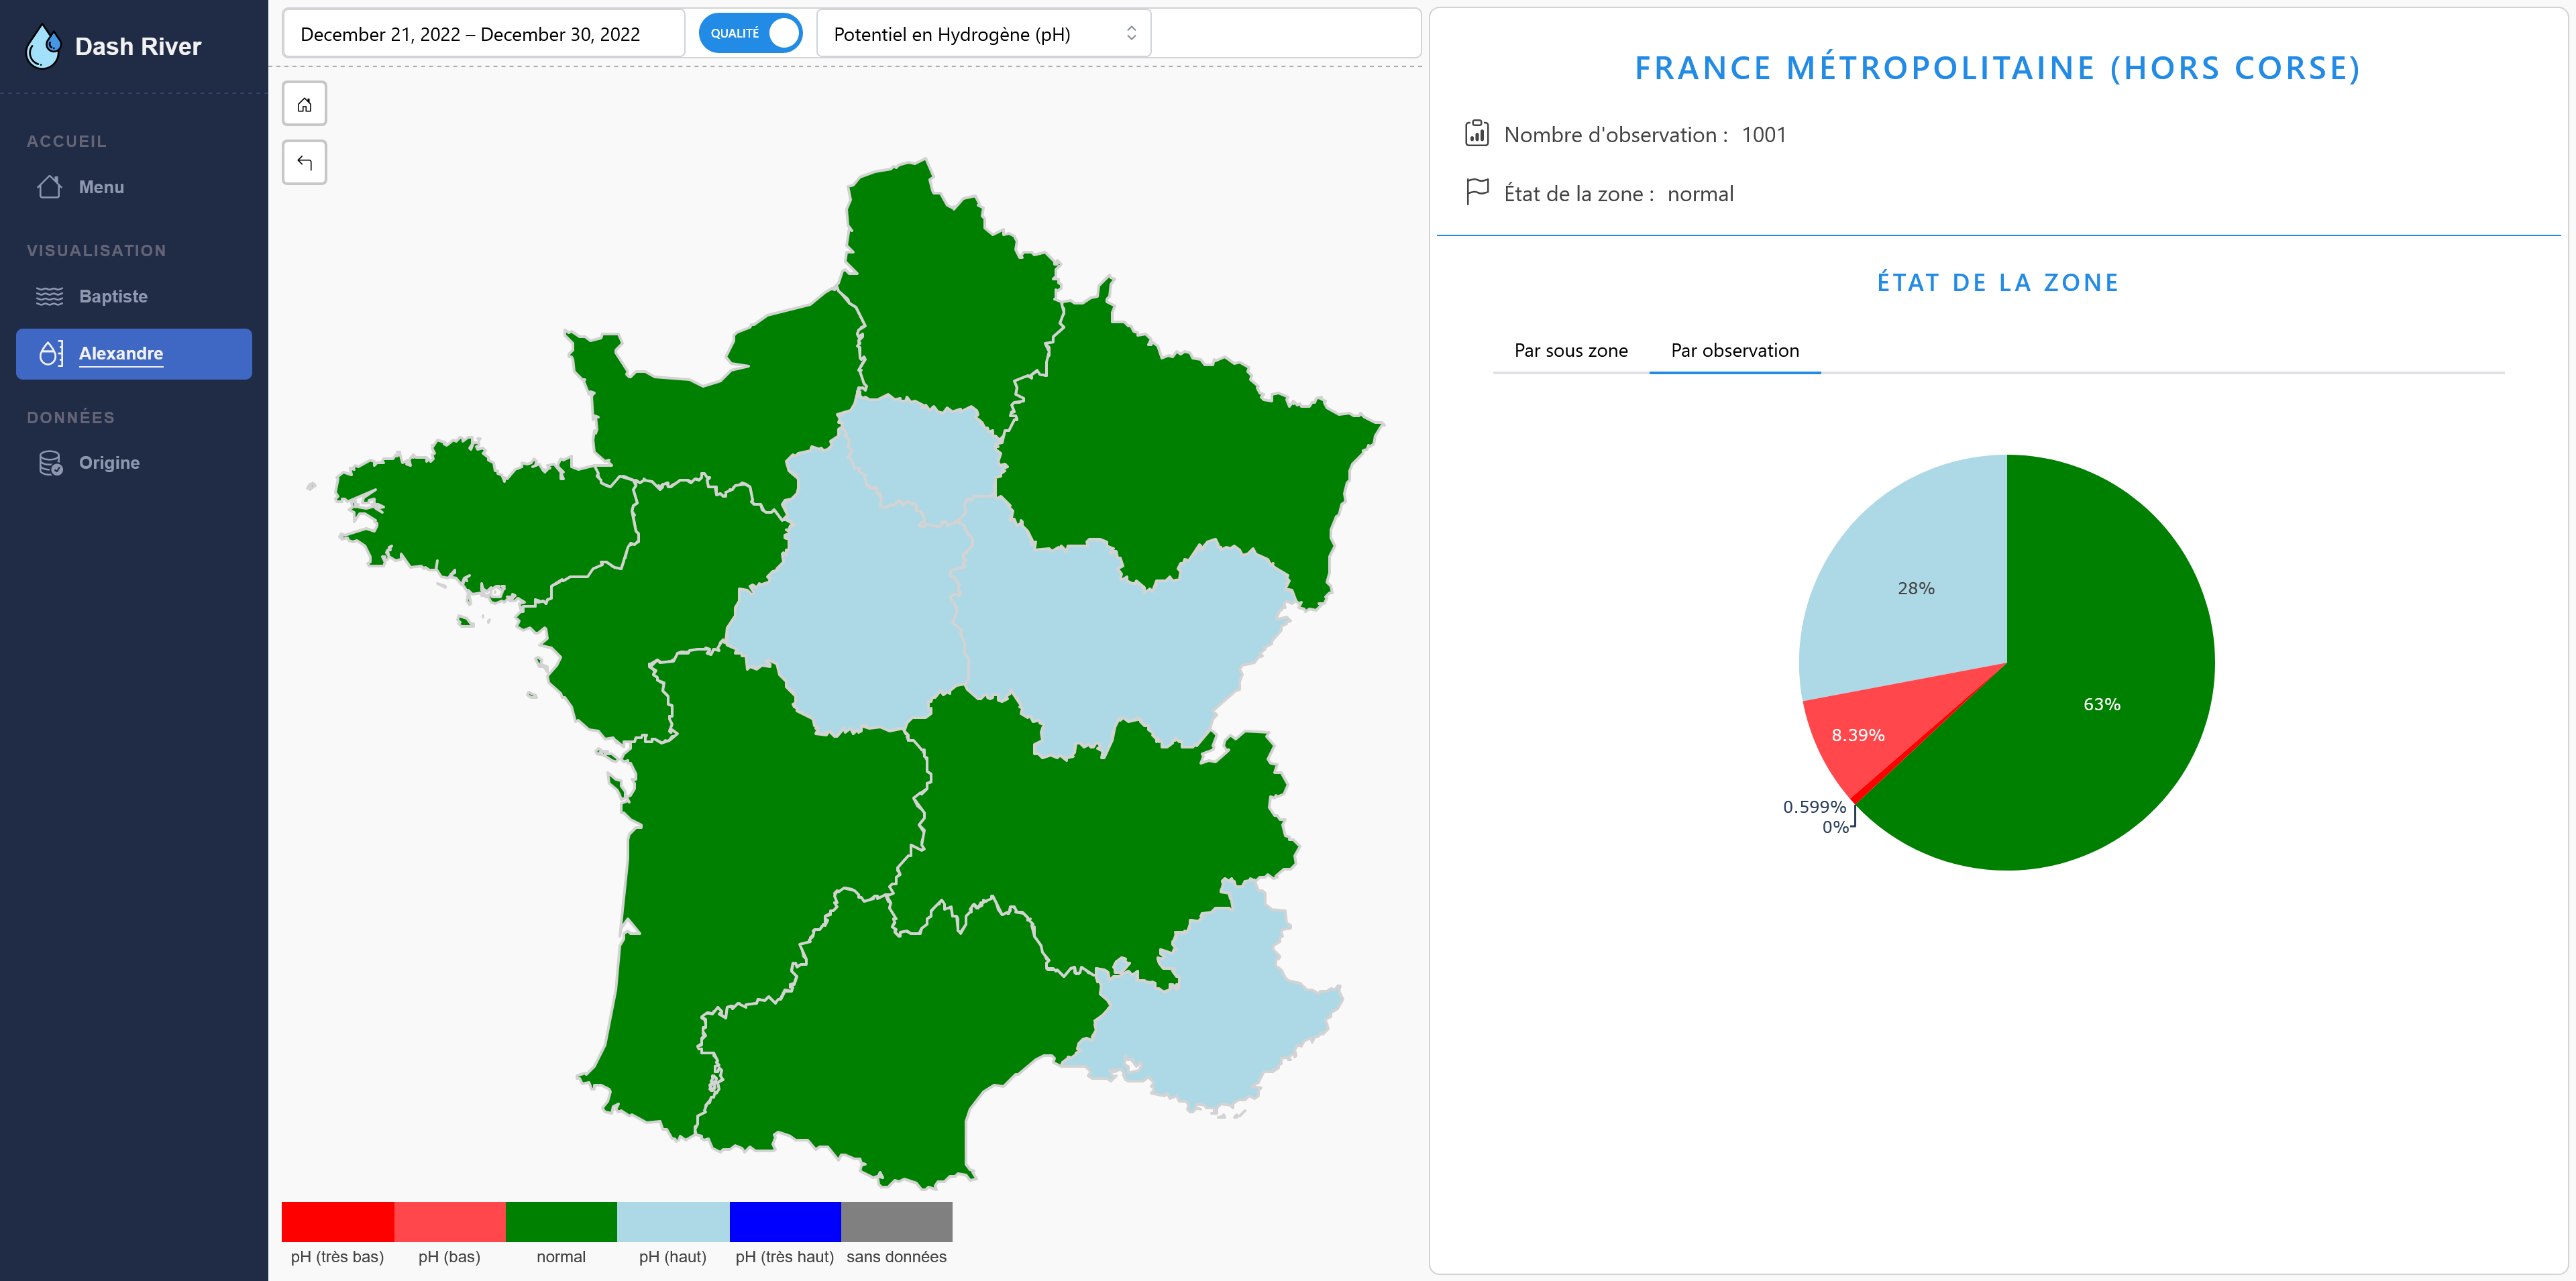 Dash River
ACCUEIL
Menu
VISUALISATION
Baptiste
Alexandre
DONNÉES
Origine
December 21, 2022 – December 30, 2022
QUALITÉ
Potentiel en Hydrogène (pH)
pH (très bas)
pH (bas)
normal
pH (haut)
pH (très haut)
sans données
FRANCE MÉTROPOLITAINE (HORS CORSE)
Nombre d'observation : 1001
État de la zone : normal
ÉTAT DE LA ZONE
Par sous zone
Par observation
28%
63%
8.39%
0.599%
0%